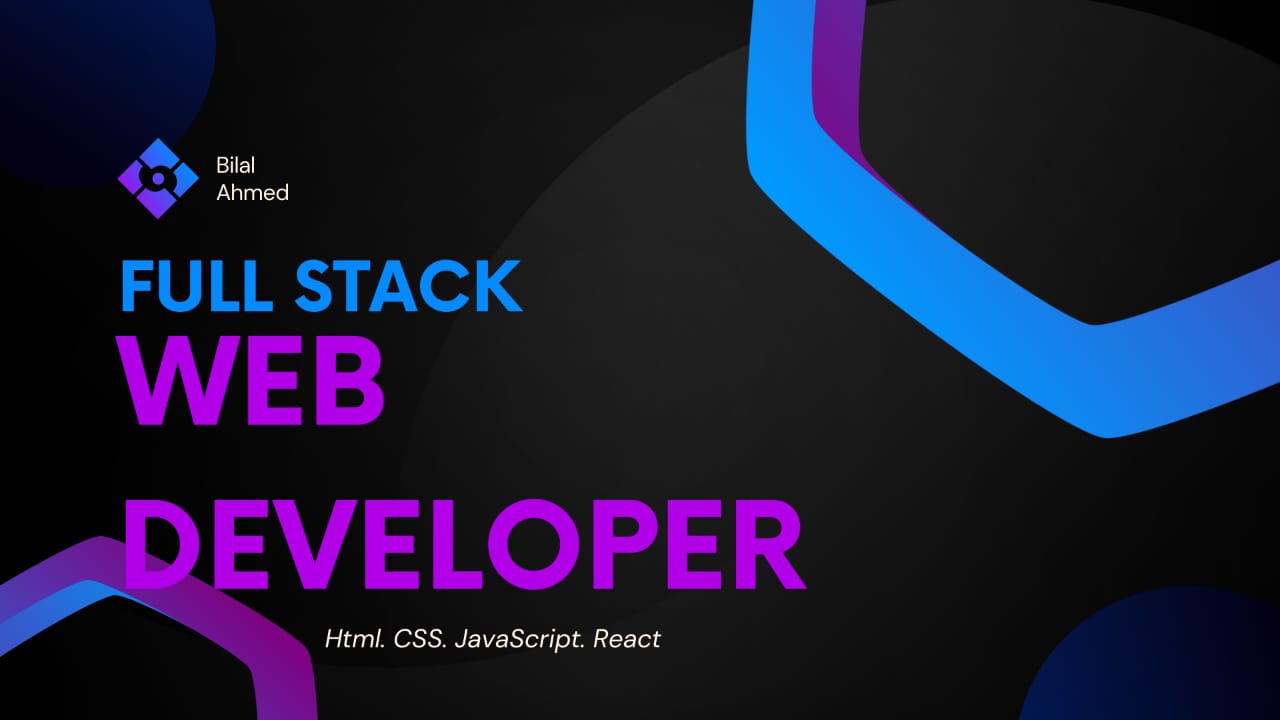 Bilal
Ahmed
FULL STACK
WEB
DEVELOPER
Html. CSS. JavaScript. React